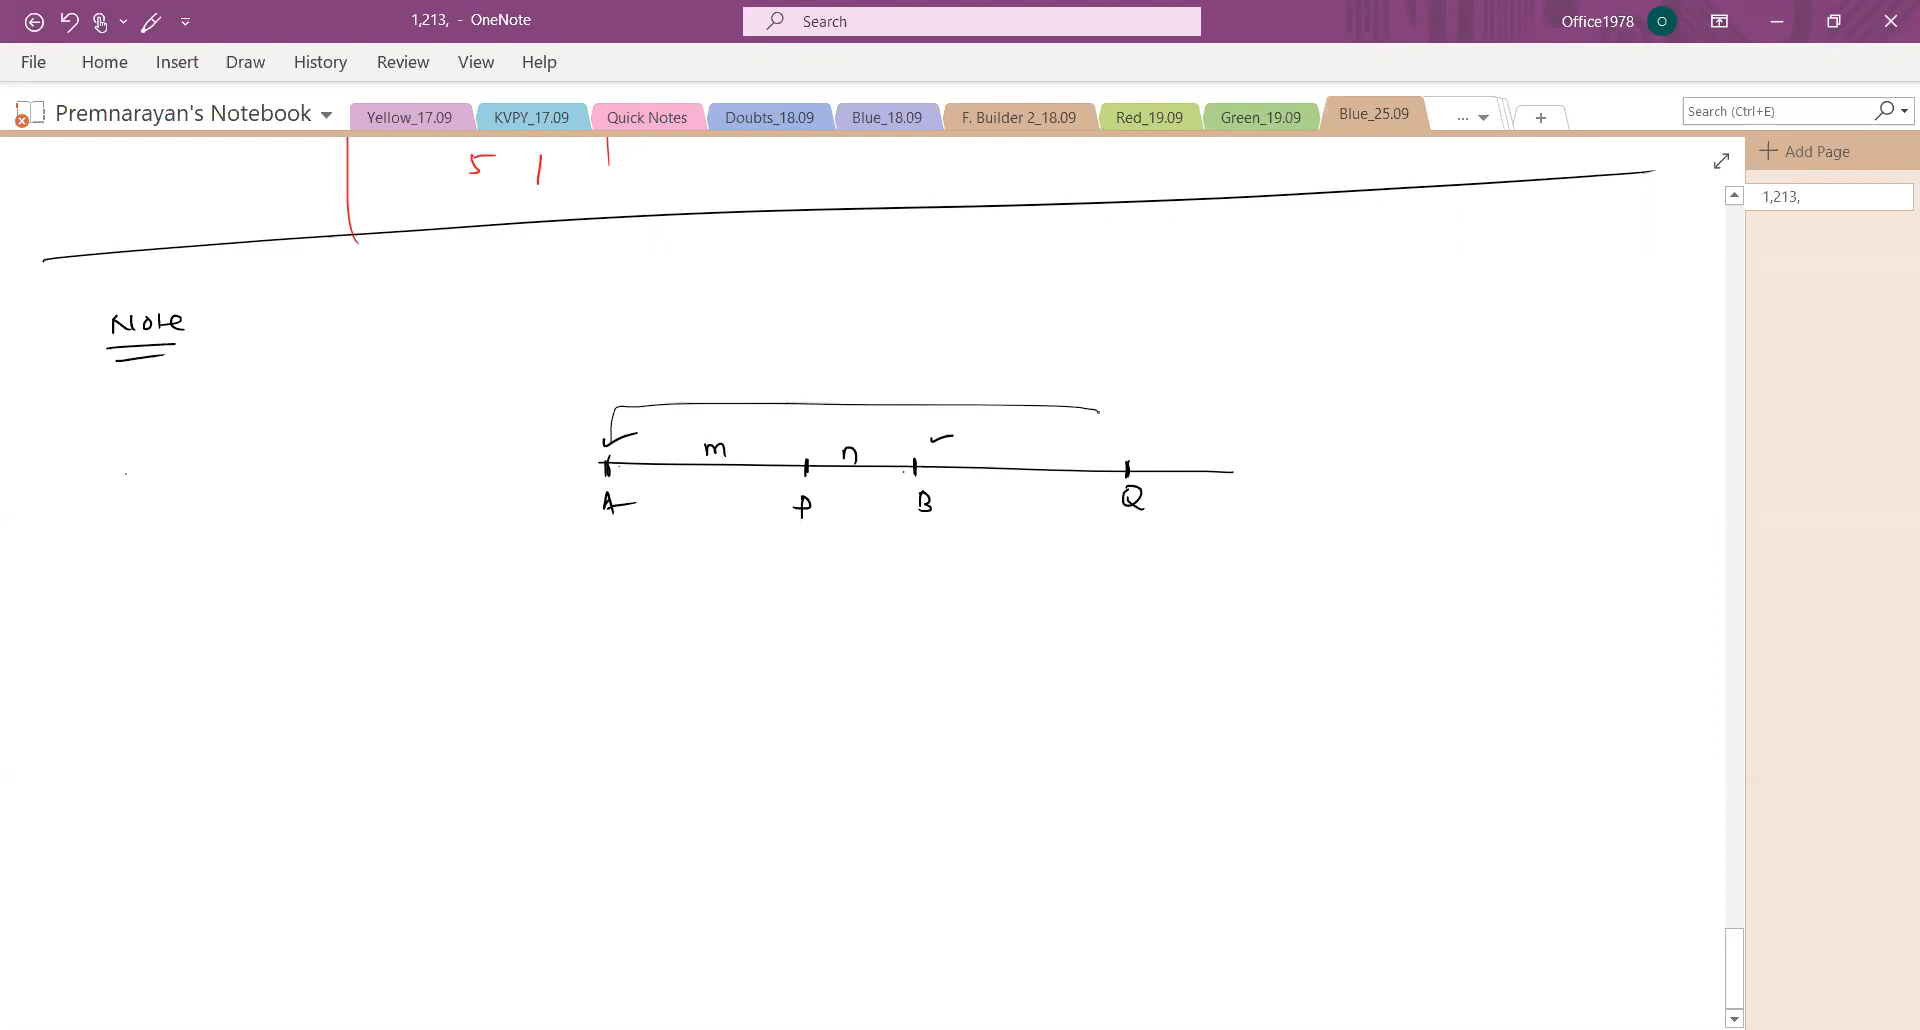 1,213, - OneNote
Search
Office1978
O
File Home Insert Draw History Review View Help
Premnarayan's Notebook
Yellow_17.09
KVPY_17.09
Quick Notes
Doubts_18.09
Blue_18.09
F. Builder 2_18.09
Red_19.09
Green_19.09
Blue_25.09
...
Search (Ctrl+E)
Add Page
1,213,
5 1
Note
m n
A P B Q